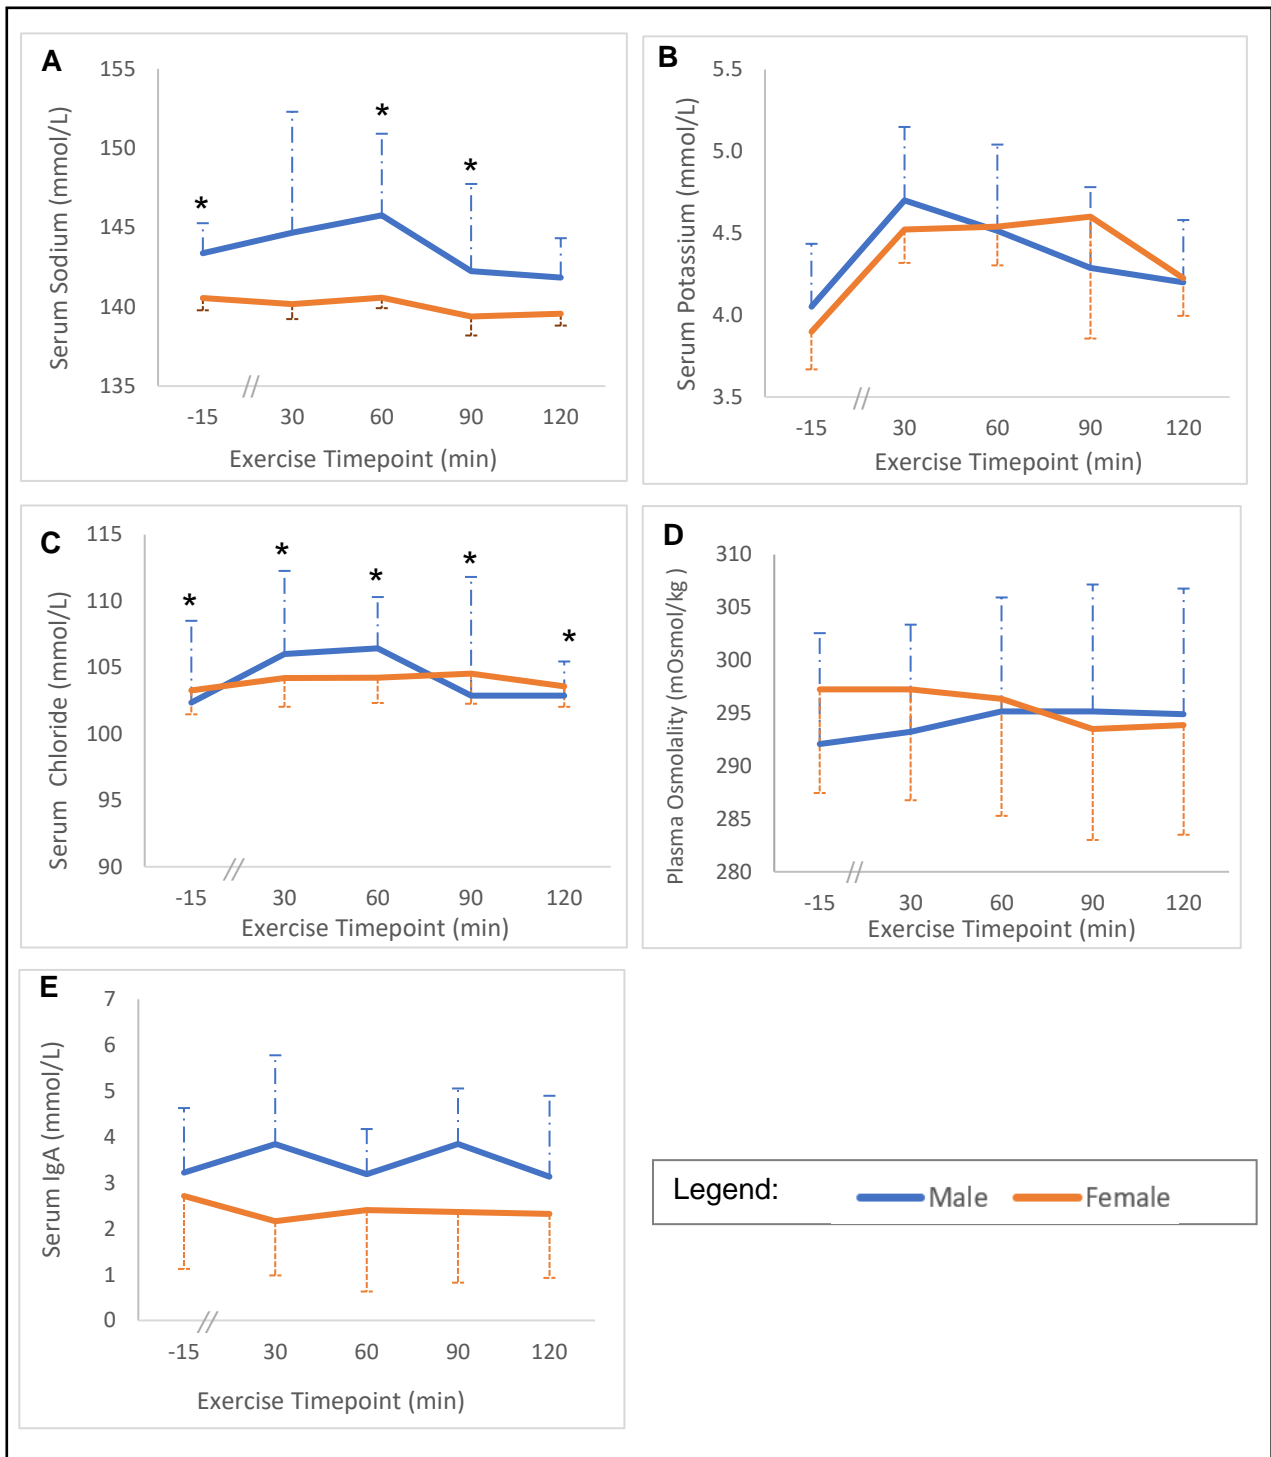 A
Serum Sodium (mmol/L)
155
150
145
140
135
* * *
-15 30 60 90 120
Exercise Timepoint (min)
B
Serum Potassium (mmol/L)
5.5
5.0
4.5
4.0
3.5
-15 30 60 90 120
Exercise Timepoint (min)
C
Serum Chloride (mmol/L)
115
110
105
100
95
90
* * * * *
-15 30 60 90 120
Exercise Timepoint (min)
D
Plasma Osmolality (mOsmol/kg )
310
305
300
295
290
285
280
-15 30 60 90 120
Exercise Timepoint (min)
E
Serum IgA (mmol/L)
7
6
5
4
3
2
1
0
-15 30 60 90 120
Exercise Timepoint (min)
Legend: Male Female